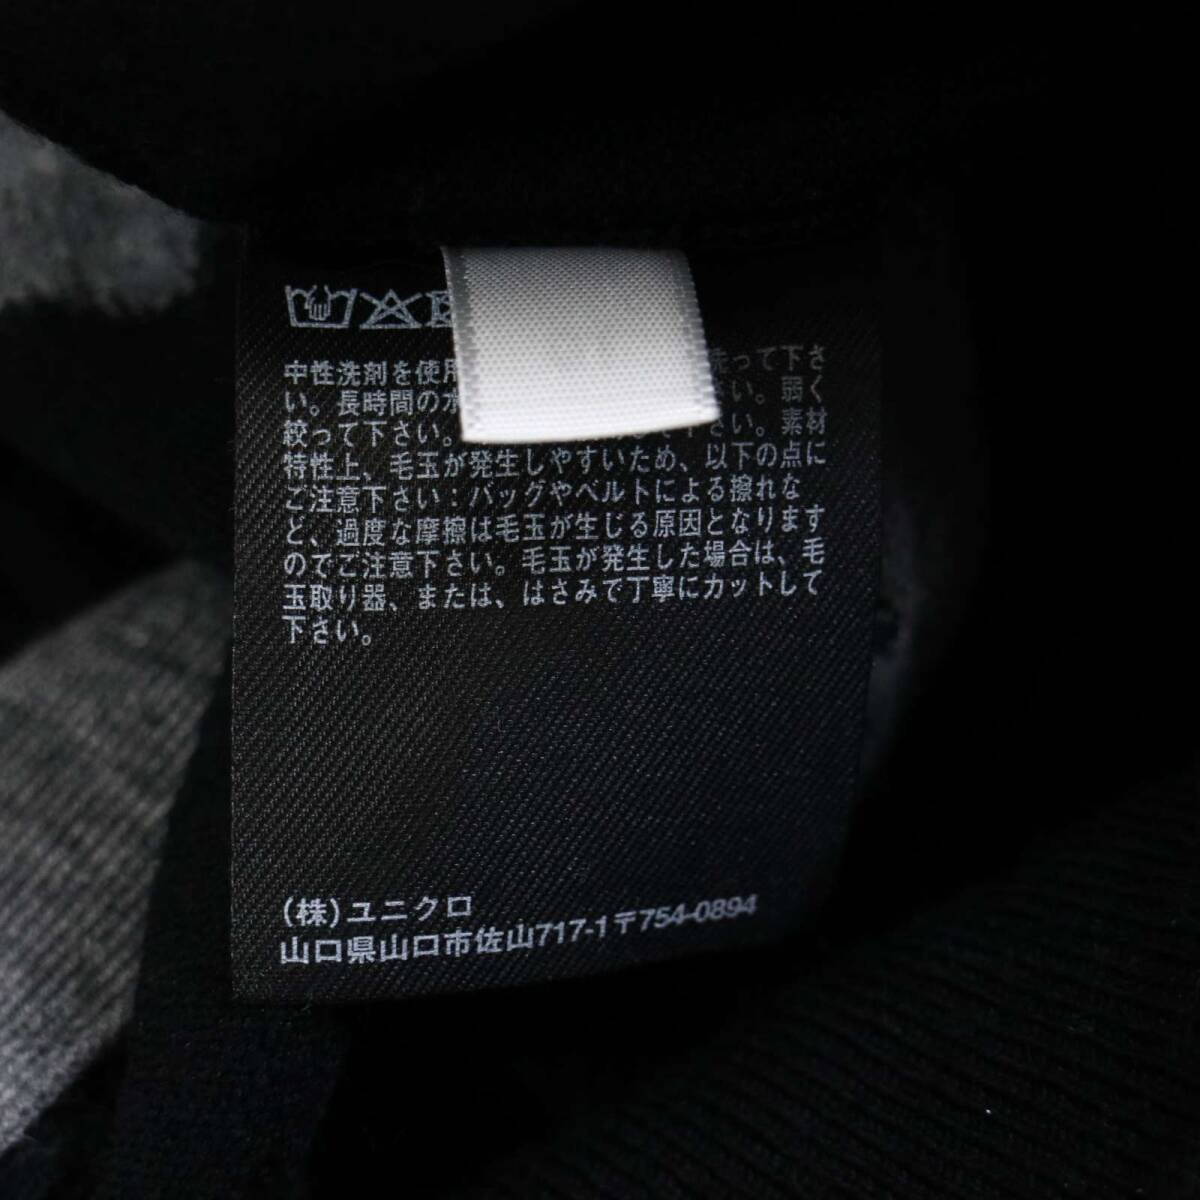 中性洗剤を使用 洗って下さ
い。長時間の水 さい。弱く
絞って下さい。 して下さい。素材
特性上、毛玉が発生しやすいため、以下の点に
ご注意下さい：バッグやベルトによる擦れな
ど、過度な摩擦は毛玉が生じる原因となります
のでご注意下さい。毛玉が発生した場合は、毛
玉取り器、または、はさみで丁寧にカットして
下さい。
(株)ユニクロ
山口県山口市佐山717-1〒754-0894